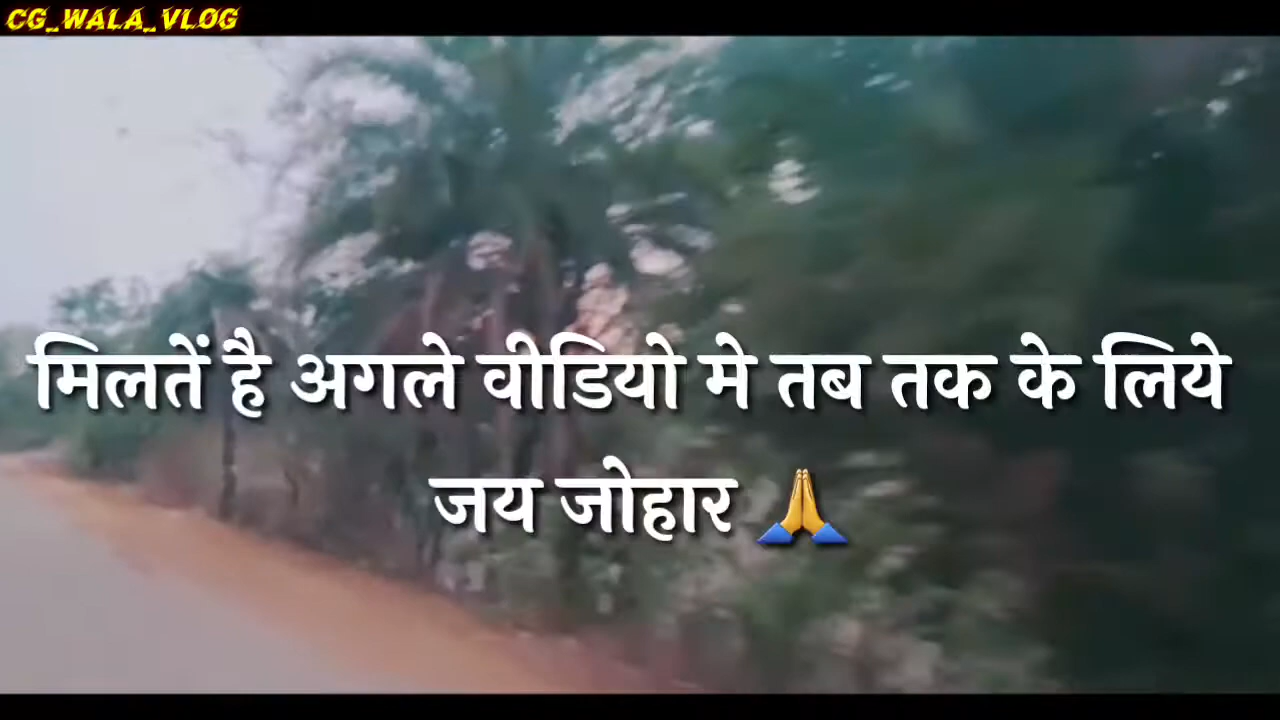 CG_WALA_VLOG
मिलतें है अगले वीडियो मे तब तक के लिये
जय जोहार 🙏